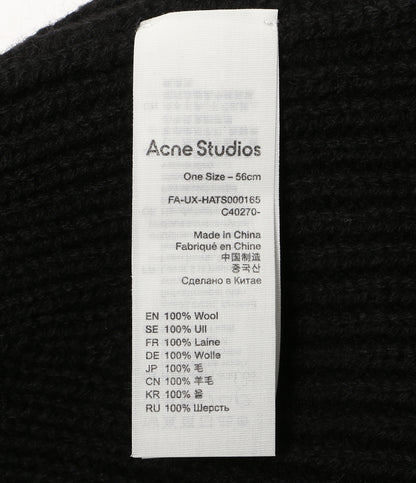 Acne Studios
One Size – 56cm
FA-UX-HATS000165
C40270-
Made in China
Fabriqué en Chine
中国制造
중국산
Сделано в Китае
EN 100% Wool
SE 100% Ull
FR 100% Laine
DE 100% Wolle
JP 100% 毛
CN 100% 羊毛
KR 100% 울
RU 100% Шерсть